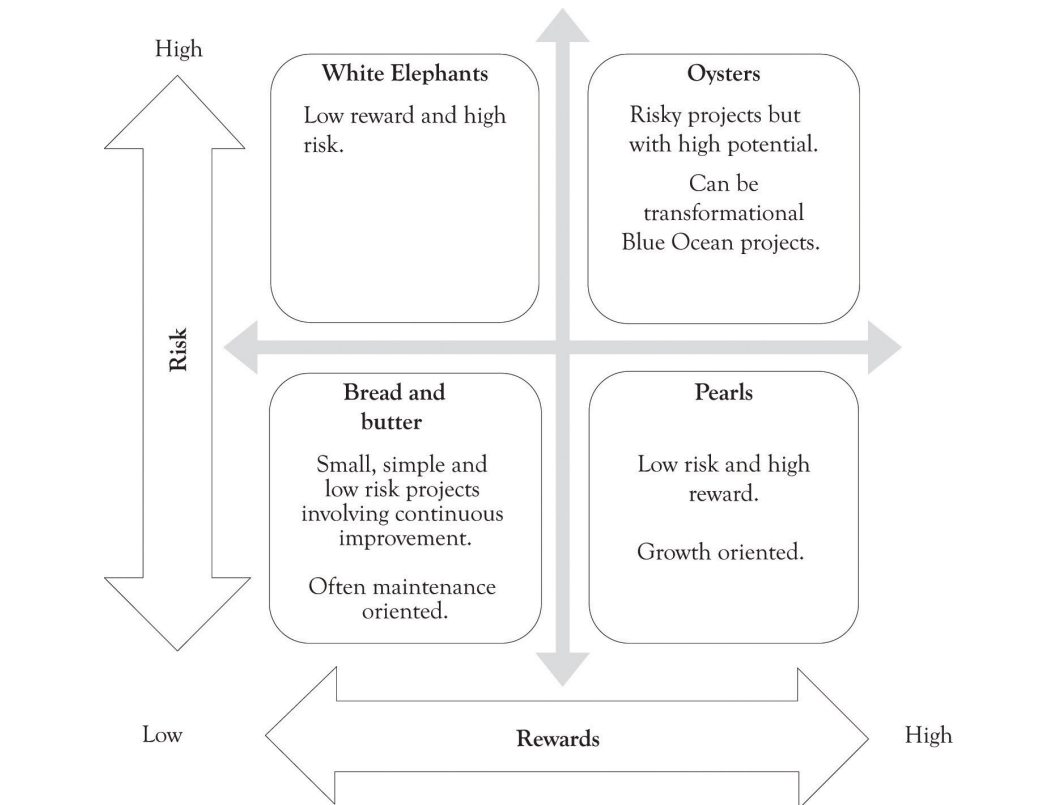 High
White Elephants
Low reward and high
risk.
Oysters
Risky projects but
with high potential.
Can be
transformational
Blue Ocean projects.
Risk
Bread and
butter
Small, simple and
low risk projects
involving continuous
improvement.
Often maintenance
oriented.
Pearls
Low risk and high
reward.
Growth oriented.
Low
Rewards
High